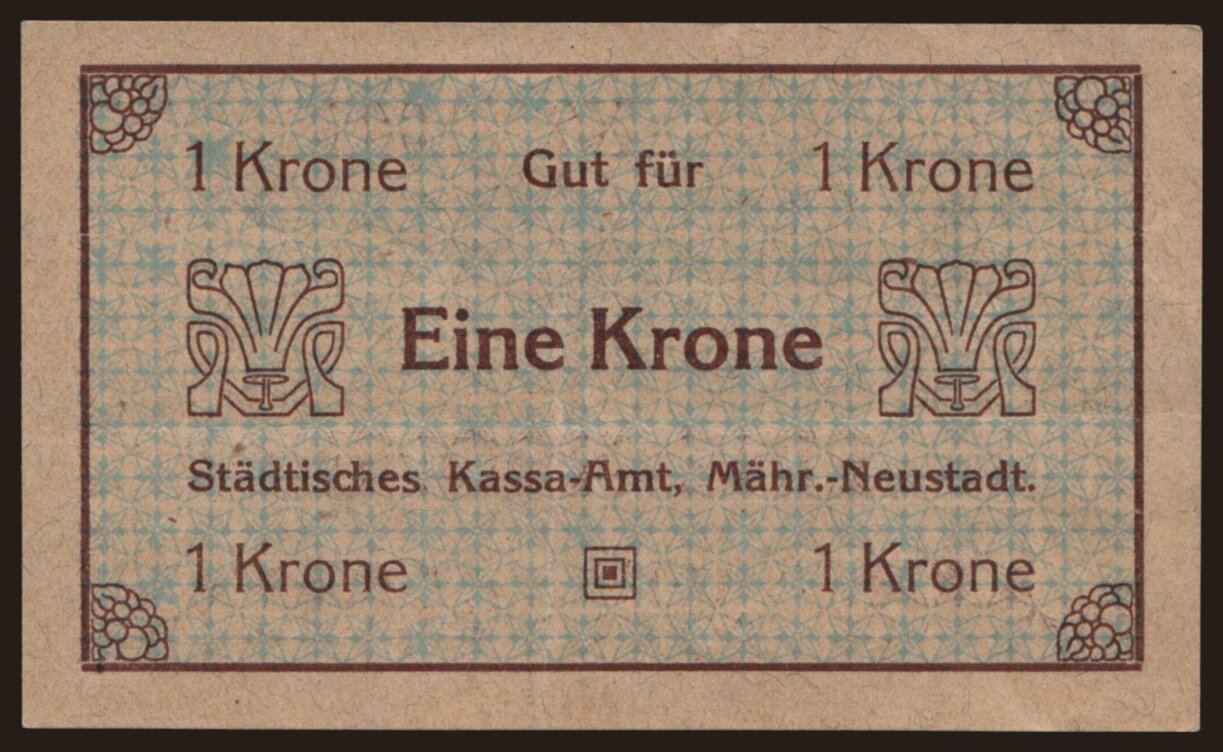 1 Krone Gut für 1 Krone
Eine Krone
Städtisches Kassa-Amt, Mähr.-Neustadt.
1 Krone 1 Krone